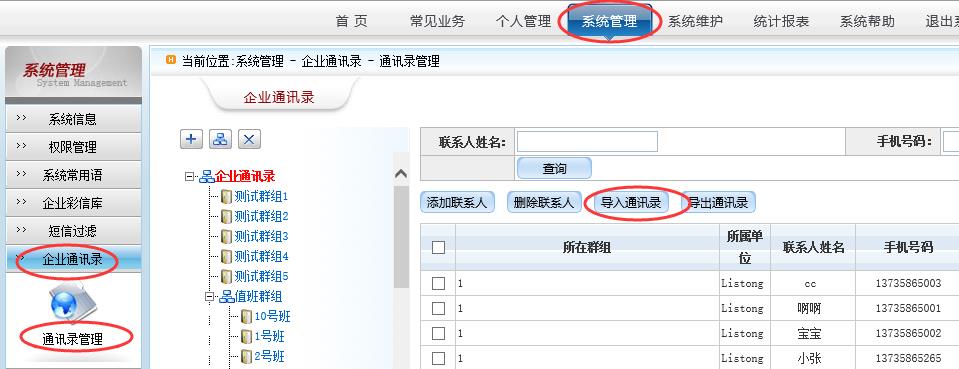 首 页 常见业务 个人管理 系统管理 系统维护 统计报表 系统帮助 退出系
系统管理
System Management
当前位置:系统管理 - 企业通讯录 - 通讯录管理
企业通讯录
系统信息
权限管理
系统常用语
企业彩信库
短信过滤
企业通讯录
通讯录管理
企业通讯录
测试群组1
测试群组2
测试群组3
测试群组4
测试群组5
值班群组
10号班
1号班
2号班
联系人姓名: 手机号码:
查询
添加联系人 删除联系人 导入通讯录 导出通讯录
所在群组 所属单位 联系人姓名 手机号码
1 Listong cc 13735865003
1 Listong 啊啊 13735865001
1 Listong 宝宝 13735865002
1 Listong 小张 13735865265